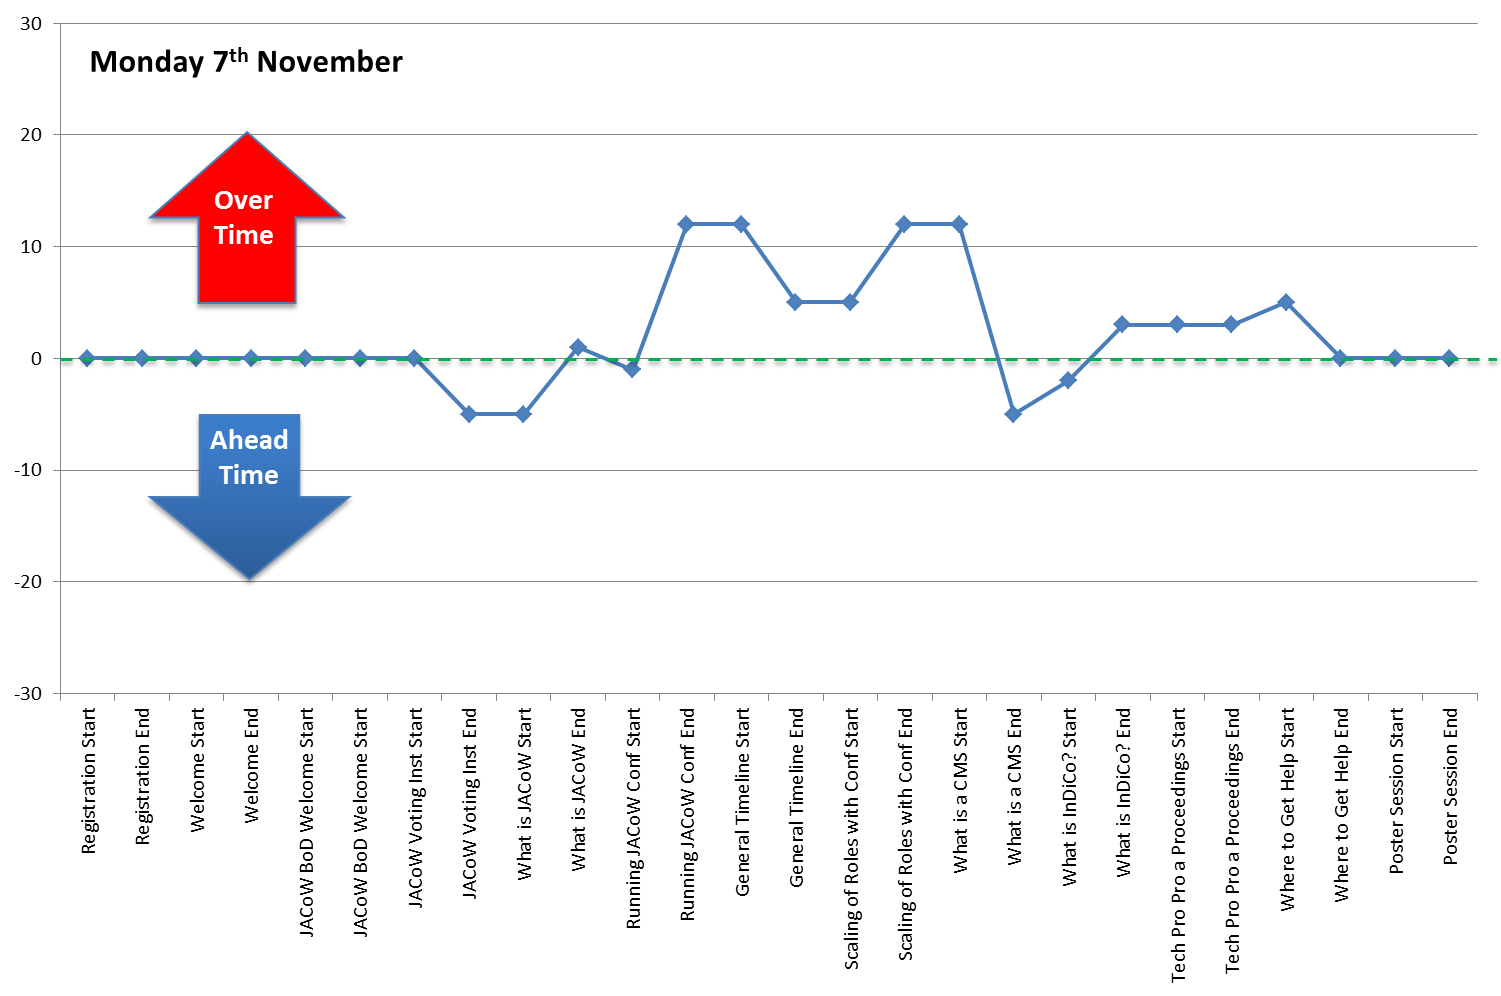 30
Monday 7th November
20
Over
Time
10
0
Ahead
Time
-10
-20
-30
Registration Start
Registration End
Welcome Start
Welcome End
JACoW BoD Welcome Start
JACoW BoD Welcome Start
JACoW Voting Inst Start
JACoW Voting Inst End
What is JACoW Start
What is JACoW End
Running JACoW Conf Start
Running JACoW Conf End
General Timeline Start
General Timeline End
Scaling of Roles with Conf Start
Scaling of Roles with Conf End
What is a CMS Start
What is a CMS End
What is InDiCo? Start
What is InDiCo? End
Tech Pro Pro a Proceedings Start
Tech Pro Pro a Proceedings End
Where to Get Help Start
Where to Get Help End
Poster Session Start
Poster Session End